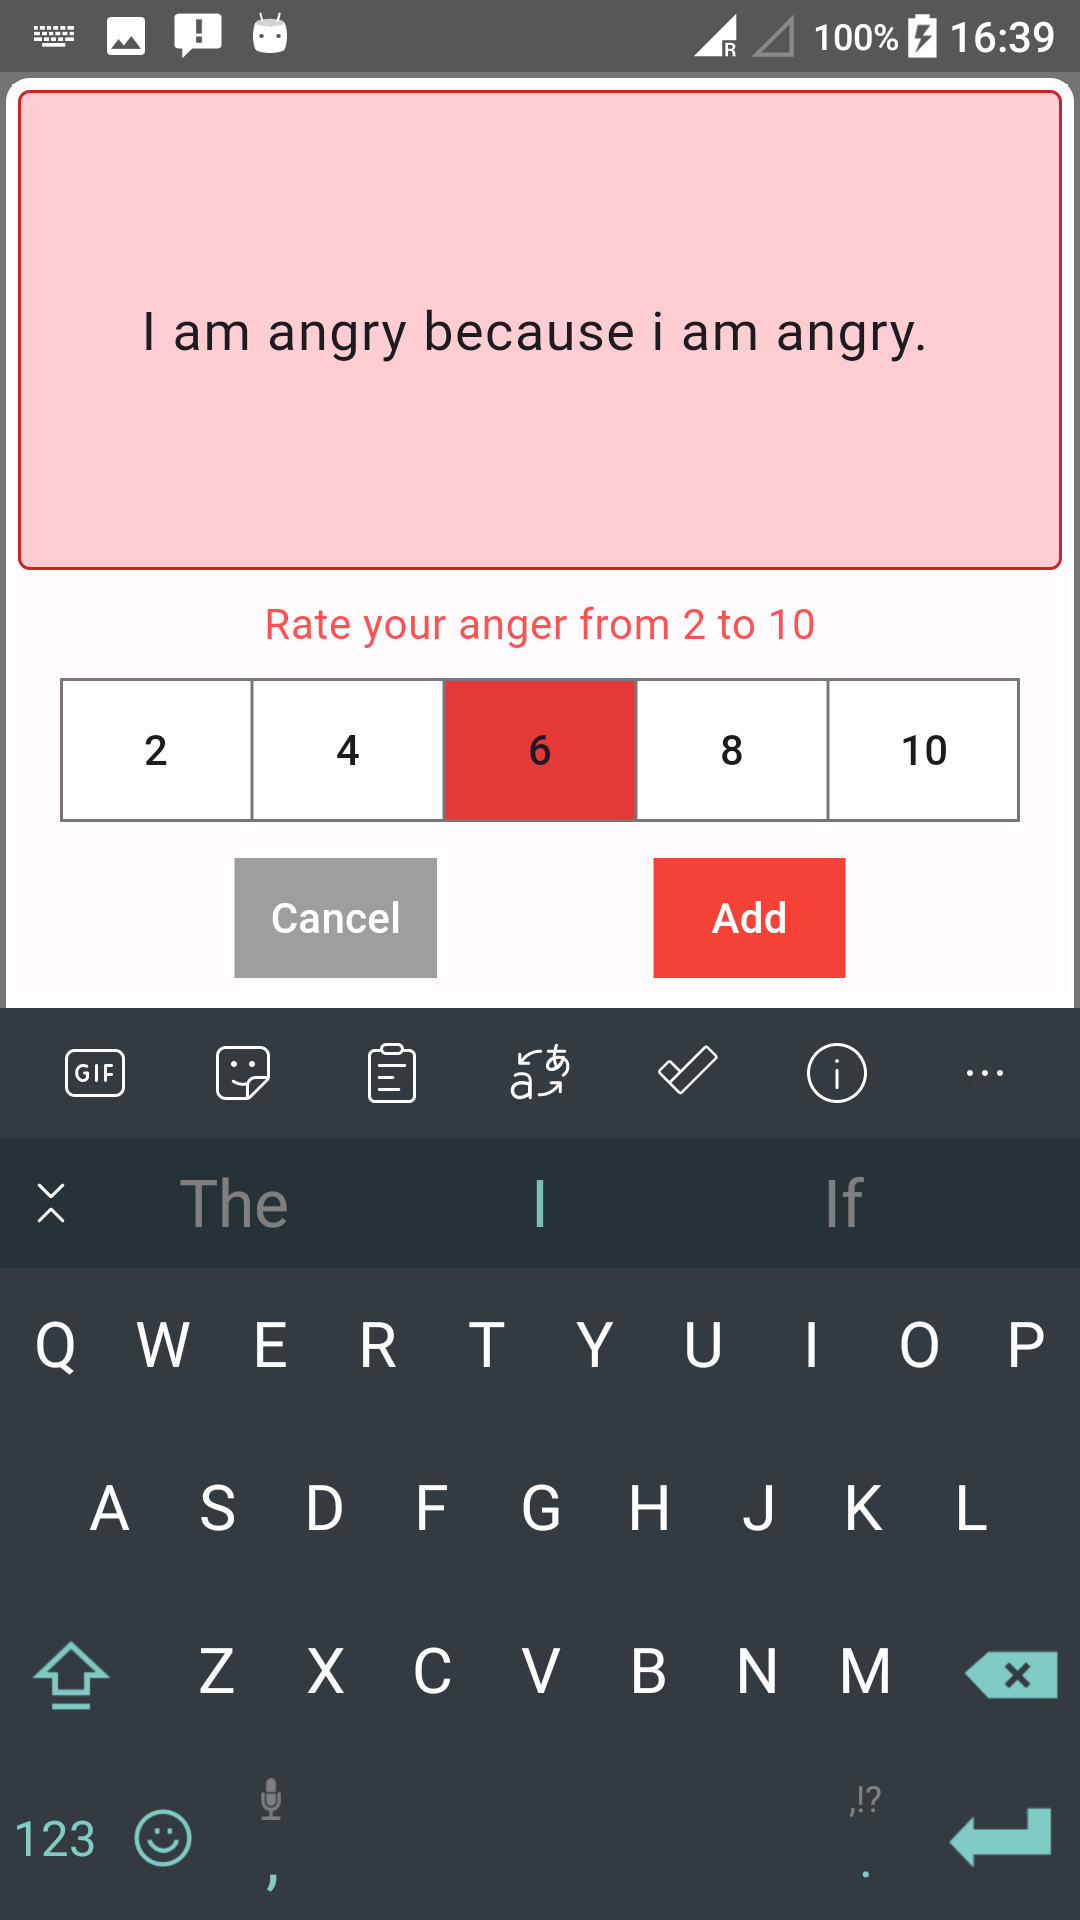 R 100% 16:39
I am angry because i am angry.
Rate your anger from 2 to 10
2 4 6 8 10
Cancel Add
GIF a あ
The I If
Q W E R T Y U I O P
A S D F G H J K L
Z X C V B N M
,!?
123 , .